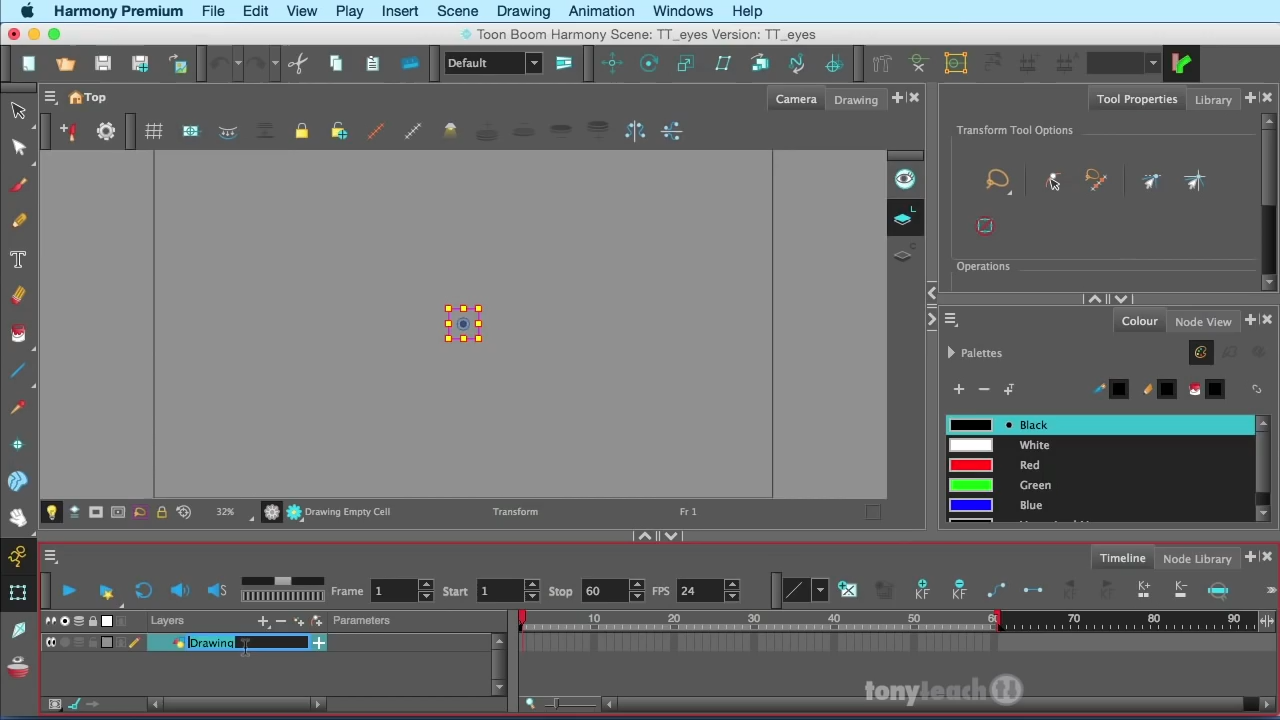 Harmony Premium File Edit View Play Insert Scene Drawing Animation Windows Help
Toon Boom Harmony Scene: TT_eyes Version: TT_eyes
Default
Top
Camera
Drawing
Tool Properties
Library
Transform Tool Options
Operations
Colour
Node View
Palettes
Black
White
Red
Green
Blue
32%
Drawing Empty Cell
Transform
Fr 1
Timeline
Node Library
Frame 1 Start 1 Stop 60 FPS 24
KF KF K+ K-
Layers
Parameters
10 20 30 40 50 60 70 80 90
Drawing
tonyteach